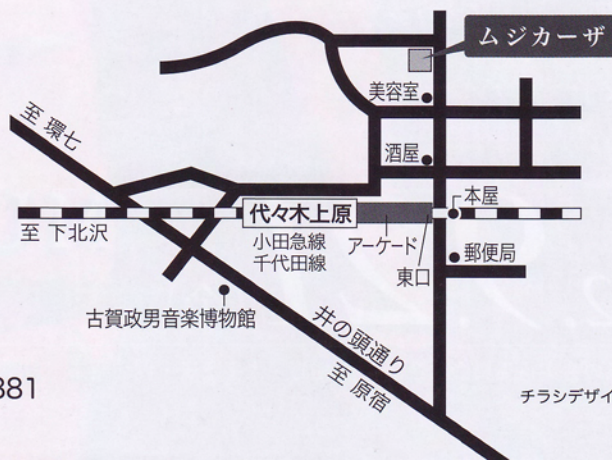 ムジカーザ
美容室
至 環七
酒屋
代々木上原
本屋
至 下北沢
小田急線
千代田線
アーケード
東口
郵便局
古賀政男音楽博物館
井の頭通り
至 原宿
381
チラシデザイ